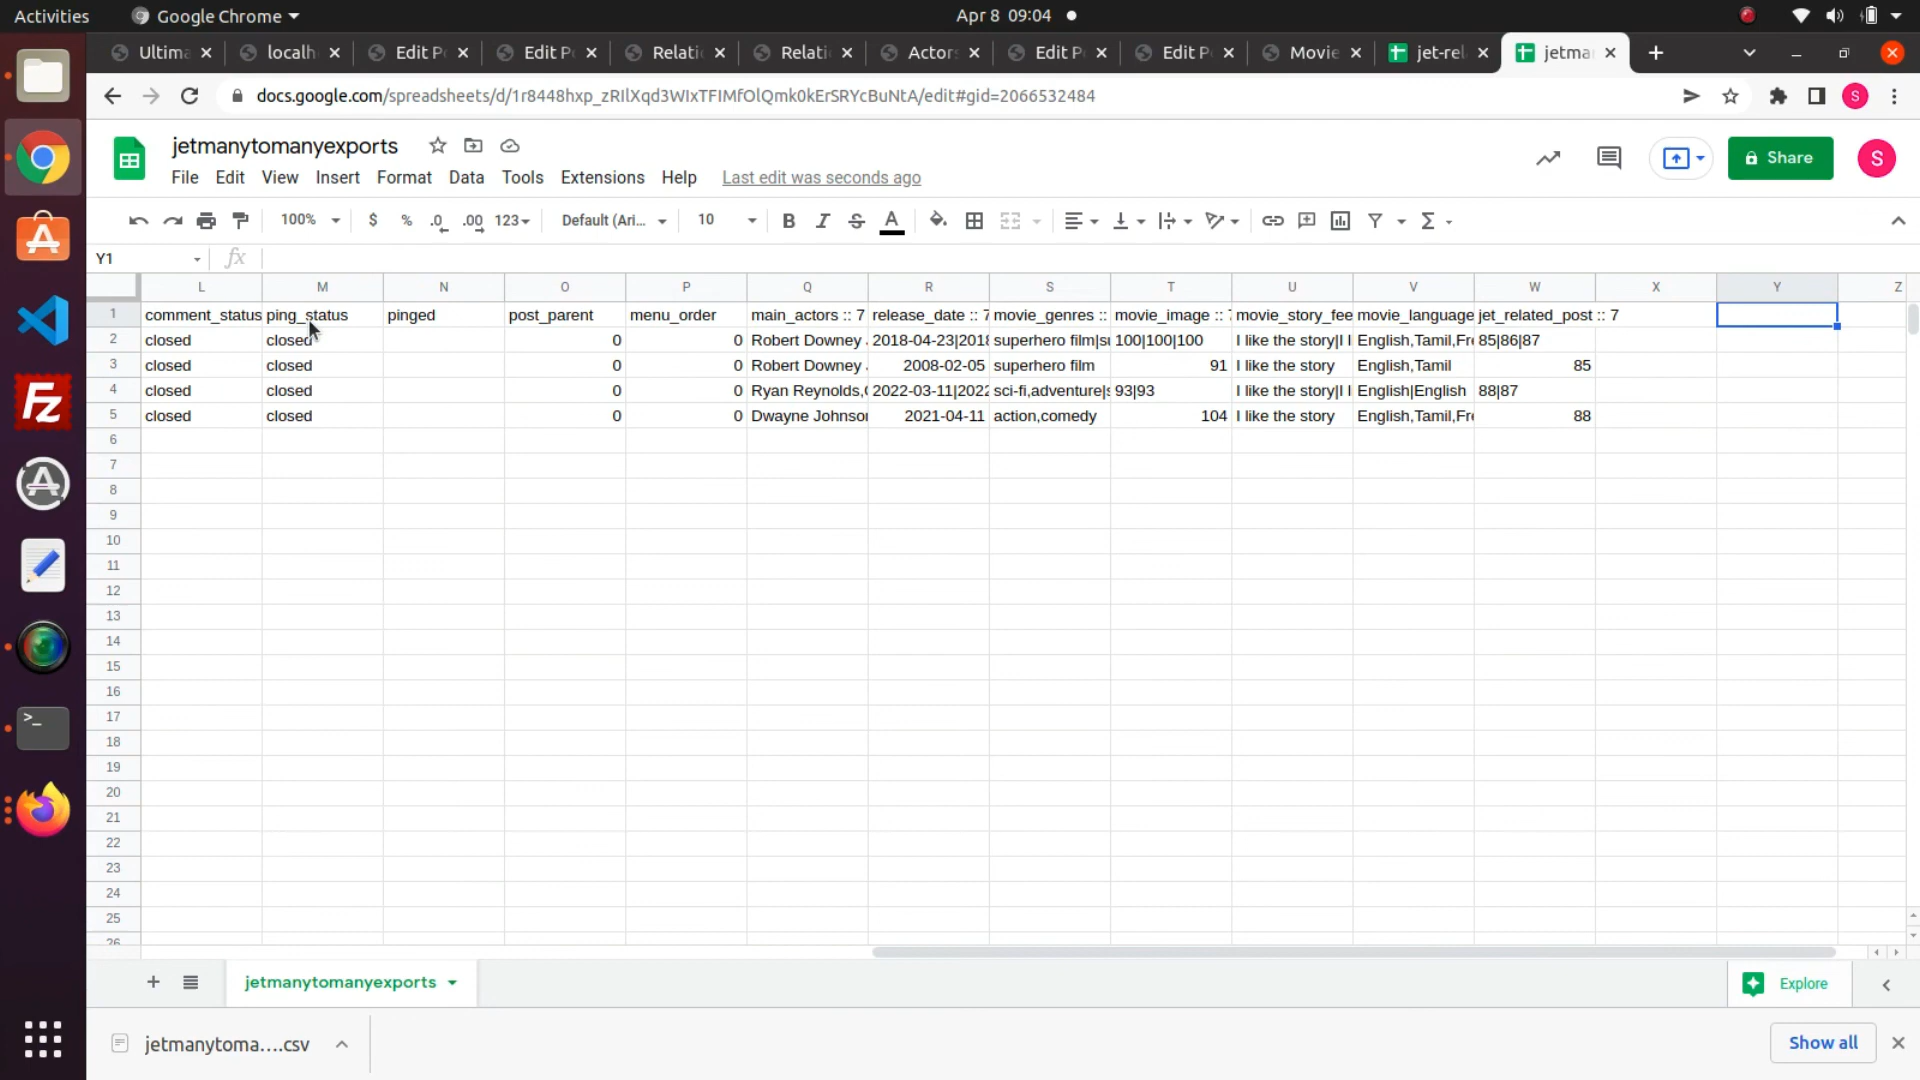 Activities Google Chrome Apr 8 09:04
Ultima localh Edit P Edit P Relati Relati Actors Edit P Edit P Movie jet-rel jetma
docs.google.com/spreadsheets/d/1r8448hxp_zRIlXqd3WIxTFIMfOlQmk0kErSRYcBuNtA/edit#gid=2066532484 S
jetmanytomanyexports
Share S
File Edit View Insert Format Data Tools Extensions Help Last edit was seconds ago
100% $ % .0 .00 123 Default (Ari... 10 B I S A Σ
Y1 fx
L M N O P Q R S T U V W X Y Z
1 comment_status ping_status pinged post_parent menu_order main_actors :: 7 release_date :: 7 movie_genres :: movie_image :: 7 movie_story_fee movie_language jet_related_post :: 7
2 closed closed 0 0 Robert Downey 2018-04-23|2018 superhero film|su 100|100|100 I like the story|I l English,Tamil,Fre 85|86|87
3 closed closed 0 0 Robert Downey 2008-02-05 superhero film 91 I like the story English,Tamil 85
4 closed closed 0 0 Ryan Reynolds, 2022-03-11|2022 sci-fi,adventure|s 93|93 I like the story|I l English|English 88|87
5 closed closed 0 0 Dwayne Johnson 2021-04-11 action,comedy 104 I like the story English,Tamil,Fre 88
6
7
8
9
10
11
12
13
14
15
16
17
18
19
20
21
22
23
24
25
26
jetmanytomanyexports Explore
jetmanytoma....csv Show all